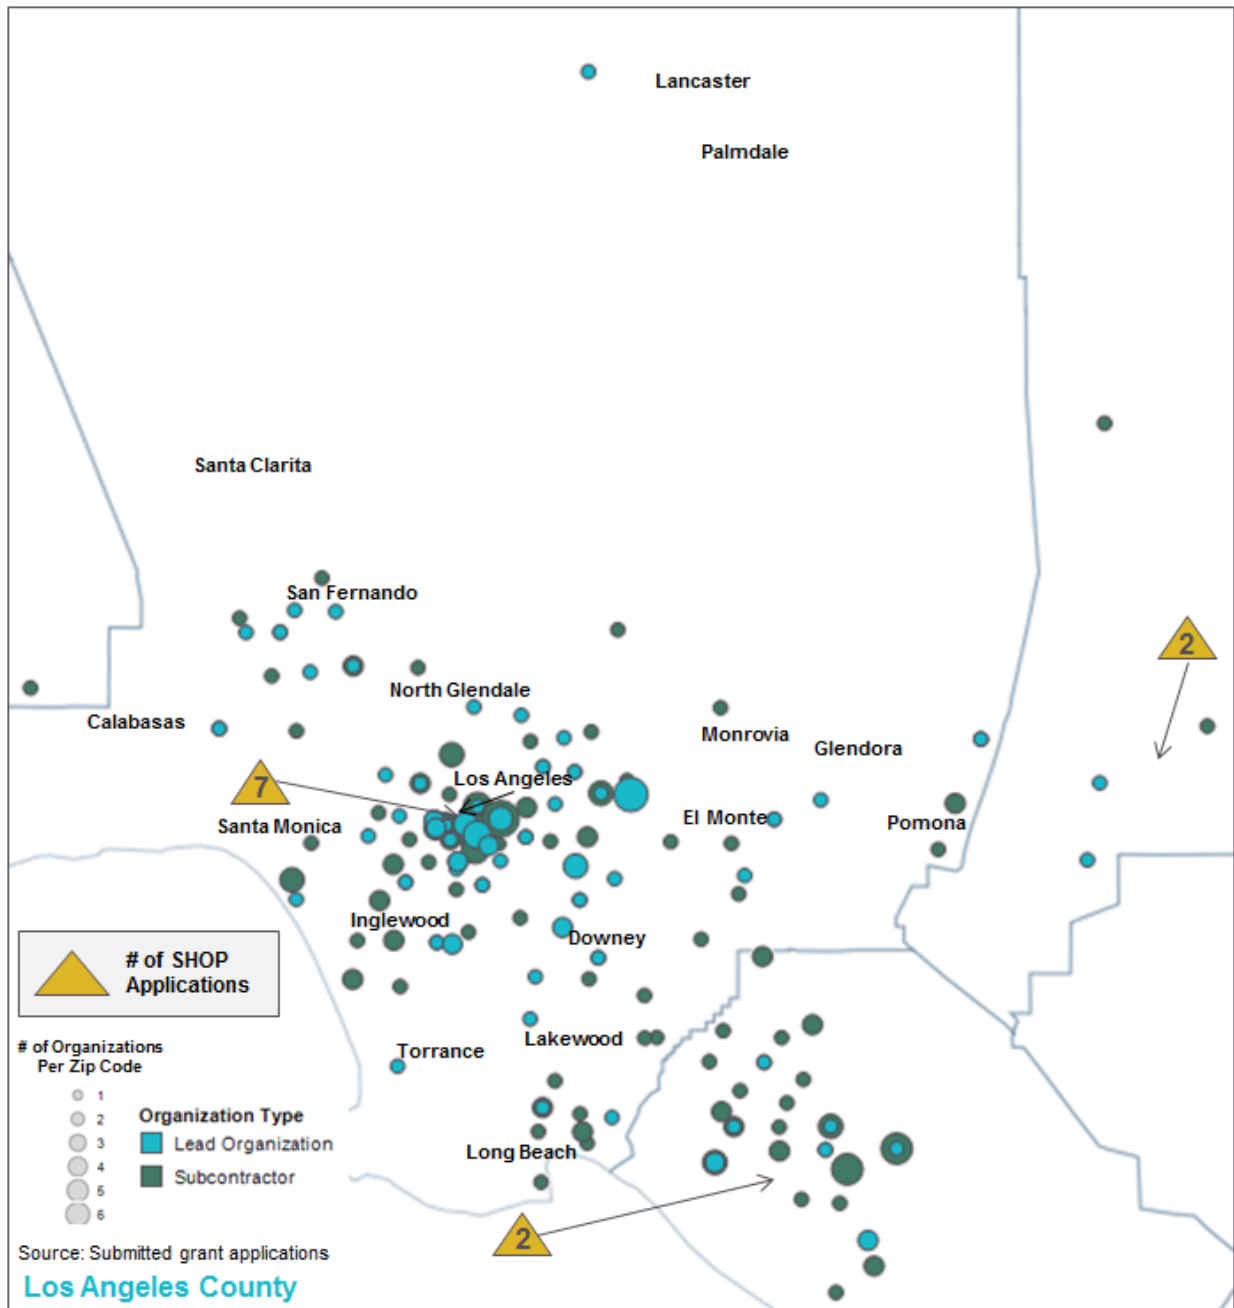 Lancaster
Palmdale
Santa Clarita
San Fernando
2
North Glendale
Calabasas
Monrovia
Glendora
7
Los Angeles
Santa Monica
El Monte
Pomona
Inglewood
Downey
# of SHOP
Applications
Lakewood
Torrance
# of Organizations
Per Zip Code
1
2
3
4
5
6
Organization Type
Lead Organization
Subcontractor
Long Beach
2
Source: Submitted grant applications
Los Angeles County